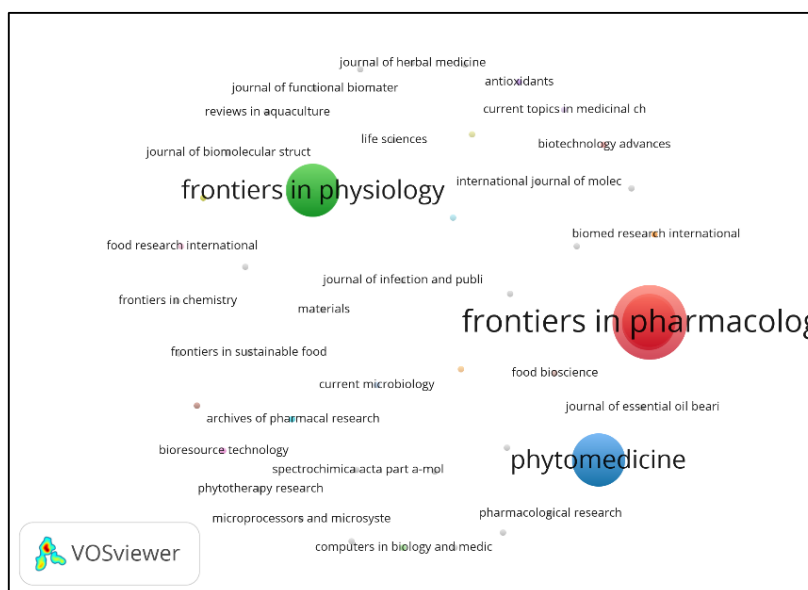 journal of herbal medicine
antioxidants
journal of functional biomater
current topics in medicinal ch
reviews in aquaculture
life sciences
biotechnology advances
journal of biomolecular struct
international journal of molec
frontiers in physiology
biomed research international
food research international
journal of infection and publi
frontiers in chemistry
materials
frontiers in pharmacolog
frontiers in sustainable food
food bioscience
current microbiology
journal of essential oil beari
archives of pharmacal research
bioresource technology
phytomedicine
spectrochimica acta part a-mol
phytotherapy research
pharmacological research
microprocessors and microsyste
computers in biology and medic
VOSviewer